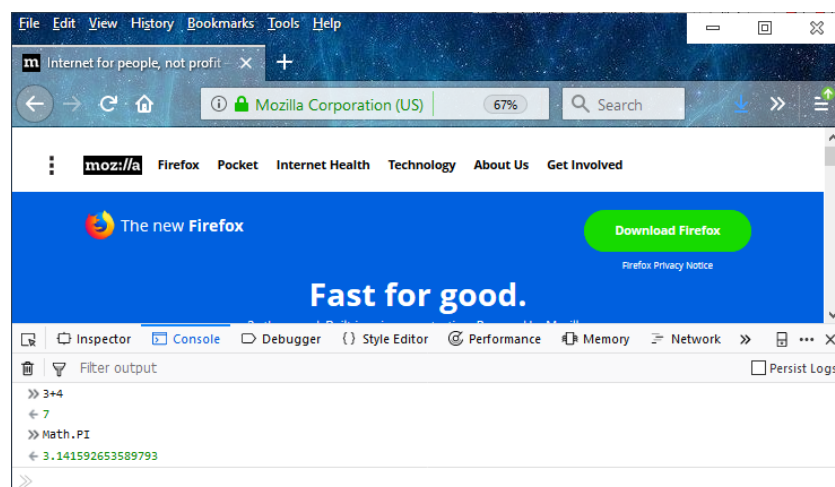 File Edit View History Bookmarks Tools Help
m Internet for people, not profit –
Mozilla Corporation (US) 67% Search
moz://a Firefox Pocket Internet Health Technology About Us Get Involved
The new Firefox Download Firefox
Firefox Privacy Notice
Fast for good.
Inspector Console Debugger {} Style Editor Performance Memory Network
Filter output Persist Logs
3+4
7
Math.PI
3.141592653589793